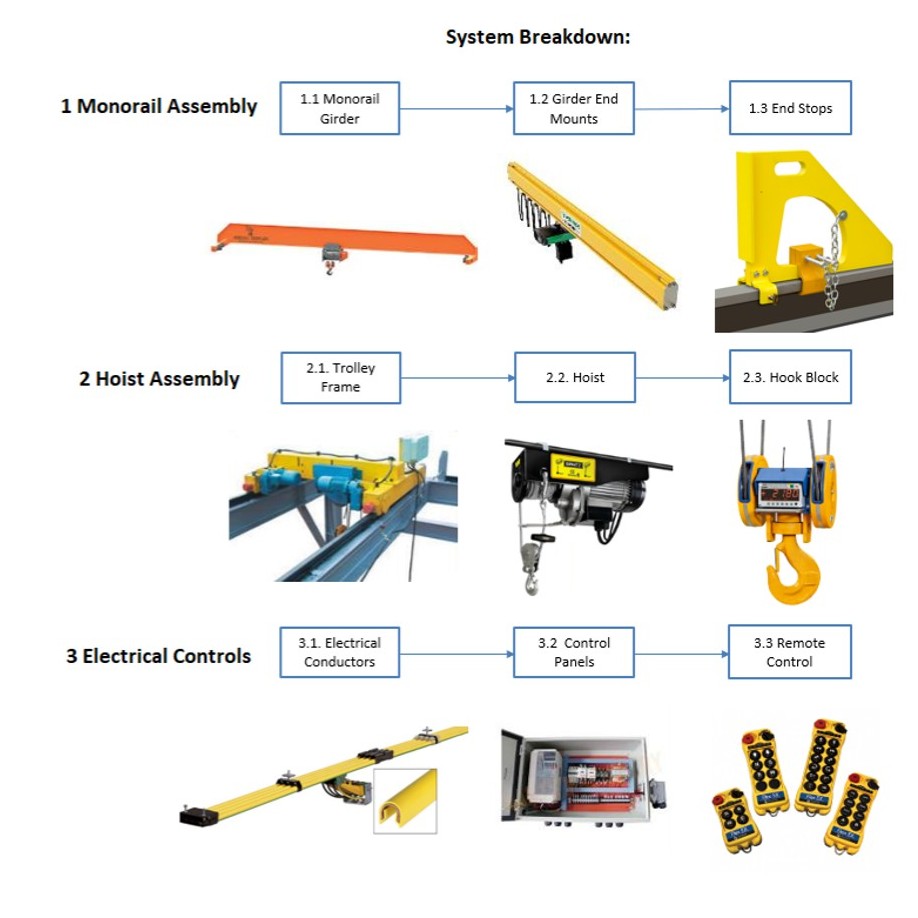 System Breakdown:
1 Monorail Assembly
1.1 Monorail
Girder
1.2 Girder End
Mounts
1.3 End Stops
2 Hoist Assembly
2.1. Trolley
Frame
2.2. Hoist
2.3. Hook Block
2180
3 Electrical Controls
3.1. Electrical
Conductors
3.2 Control
Panels
3.3 Remote
Control